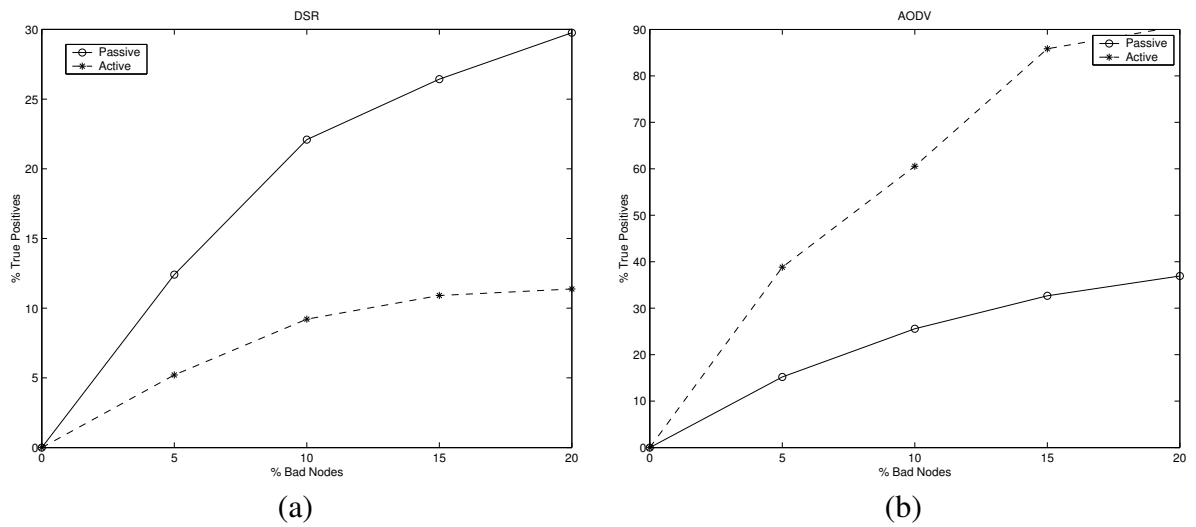 DSR
30
25
20
15
10
5
0
% True Positives
Passive
Active
0 5 10 15 20
% Bad Nodes
(a)
AODV
90
80
70
60
50
40
30
20
10
0
% True Positives
Passive
Active
0 5 10 15 20
% Bad Nodes
(b)